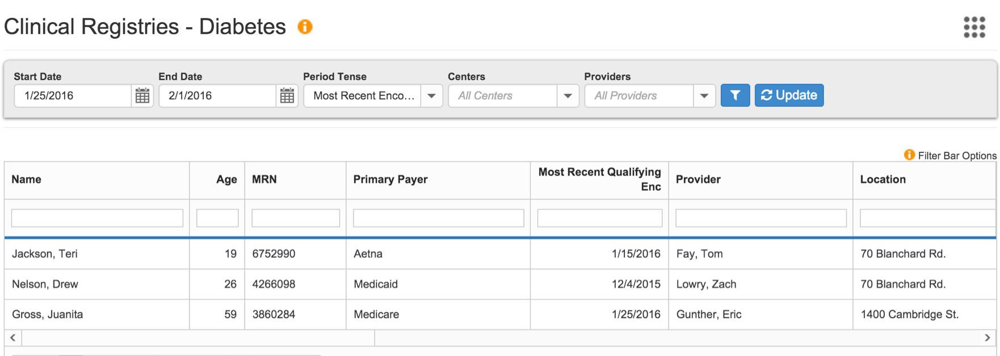 Clinical Registries - Diabetes
Start Date End Date Period Tense Centers Providers
1/25/2016 2/1/2016 Most Recent Enco... All Centers All Providers Update
Filter Bar Options
Name Age MRN Primary Payer Most Recent Qualifying Enc Provider Location
Jackson, Teri 19 6752990 Aetna 1/15/2016 Fay, Tom 70 Blanchard Rd.
Nelson, Drew 26 4266098 Medicaid 12/4/2015 Lowry, Zach 70 Blanchard Rd.
Gross, Juanita 59 3860284 Medicare 1/25/2016 Gunther, Eric 1400 Cambridge St.